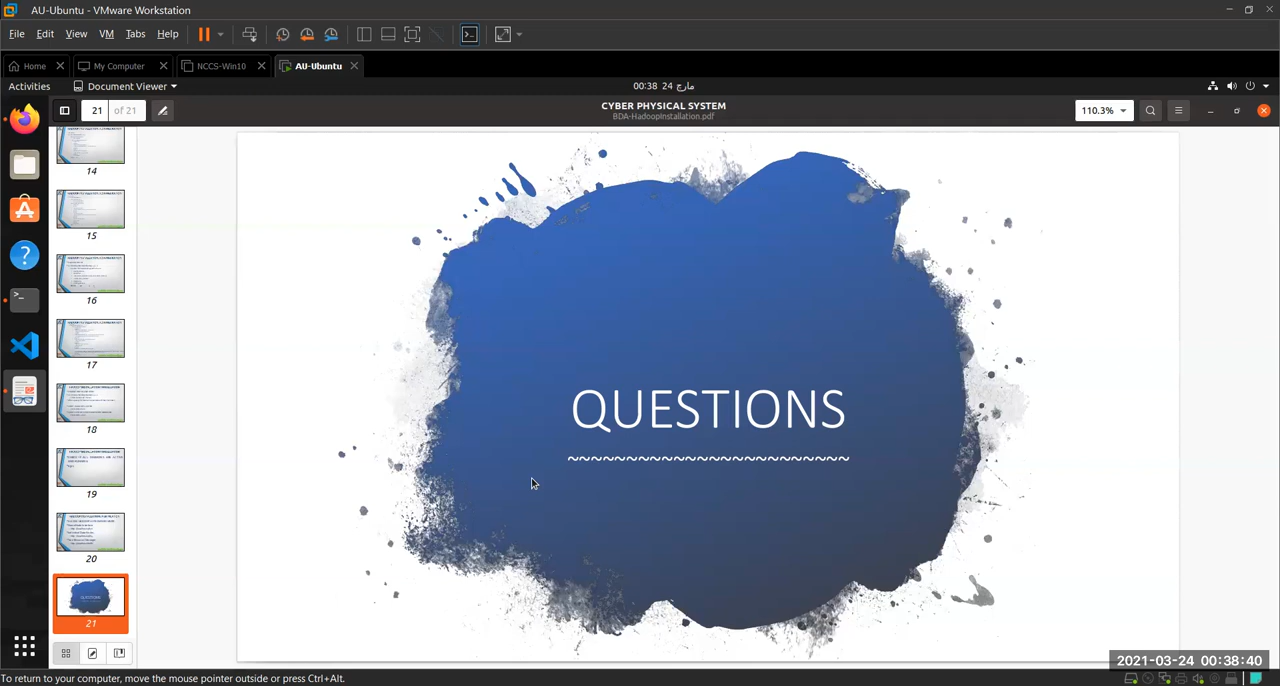 AU-Ubuntu - VMware Workstation
File Edit View VM Tabs Help
Home My Computer NCCS-Win10 AU-Ubuntu
Activities Document Viewer 00:38 24 مارچ
21 of 21 CYBER PHYSICAL SYSTEM 110.3%
BDA-HadoopInstallation.pdf
14
15
16
17
18
19
20
21
QUESTIONS
~~~~~~~~~~~~~~~~~~~~~~~
2021-03-24 00:38:40
To return to your computer, move the mouse pointer outside or press Ctrl+Alt.